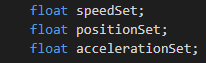 float speedSet;
float positionSet;
float accelerationSet;